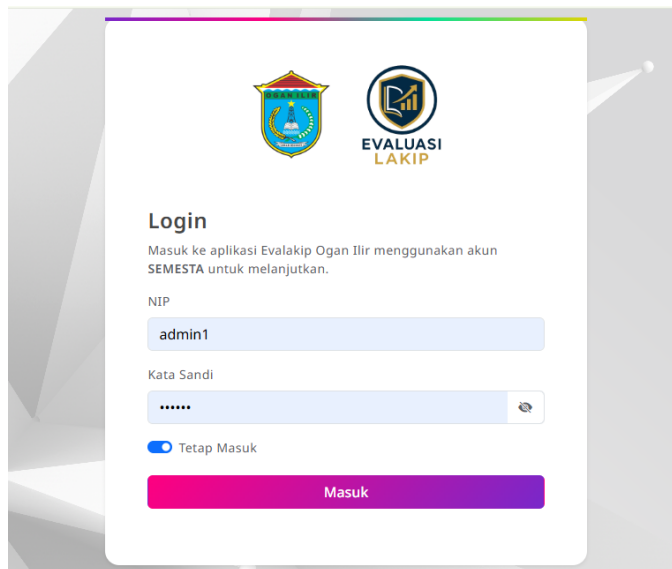 OGAN ILIR
EVALUASI
LAKIP
Login
Masuk ke aplikasi Evalakip Ogan Ilir menggunakan akun
SEMESTA untuk melanjutkan.
NIP
admin1
Kata Sandi
••••••
Tetap Masuk
Masuk